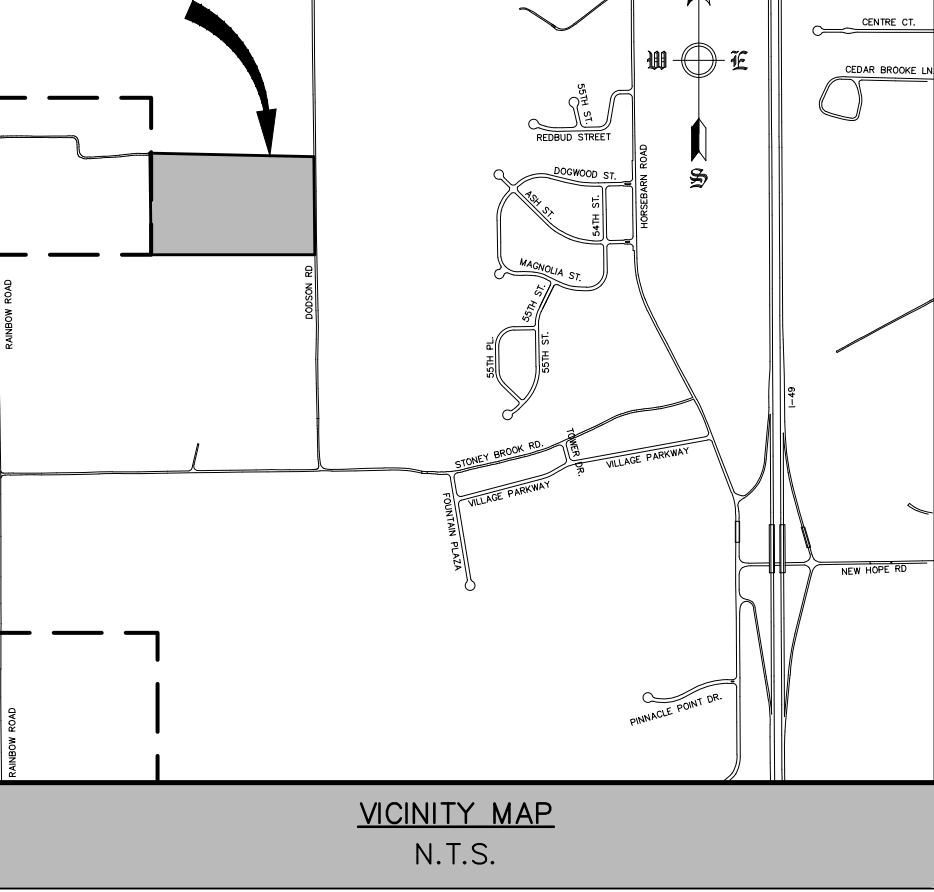 CENTRE CT.
W
E
CEDAR BROOKE LN
55TH ST.
REDBUD STREET
HORSEBARN ROAD
DOGWOOD ST.
S
ASH ST.
54TH ST.
MAGNOLIA ST.
DODSON RD
RAINBOW ROAD
55TH ST.
55TH PL.
55TH ST.
I-49
STONEY BROOK RD.
TOWER DR.
VILLAGE PARKWAY
VILLAGE PARKWAY
FOUNTAIN PLAZA
NEW HOPE RD
PINNACLE POINT DR.
RAINBOW ROAD
VICINITY MAP
N.T.S.